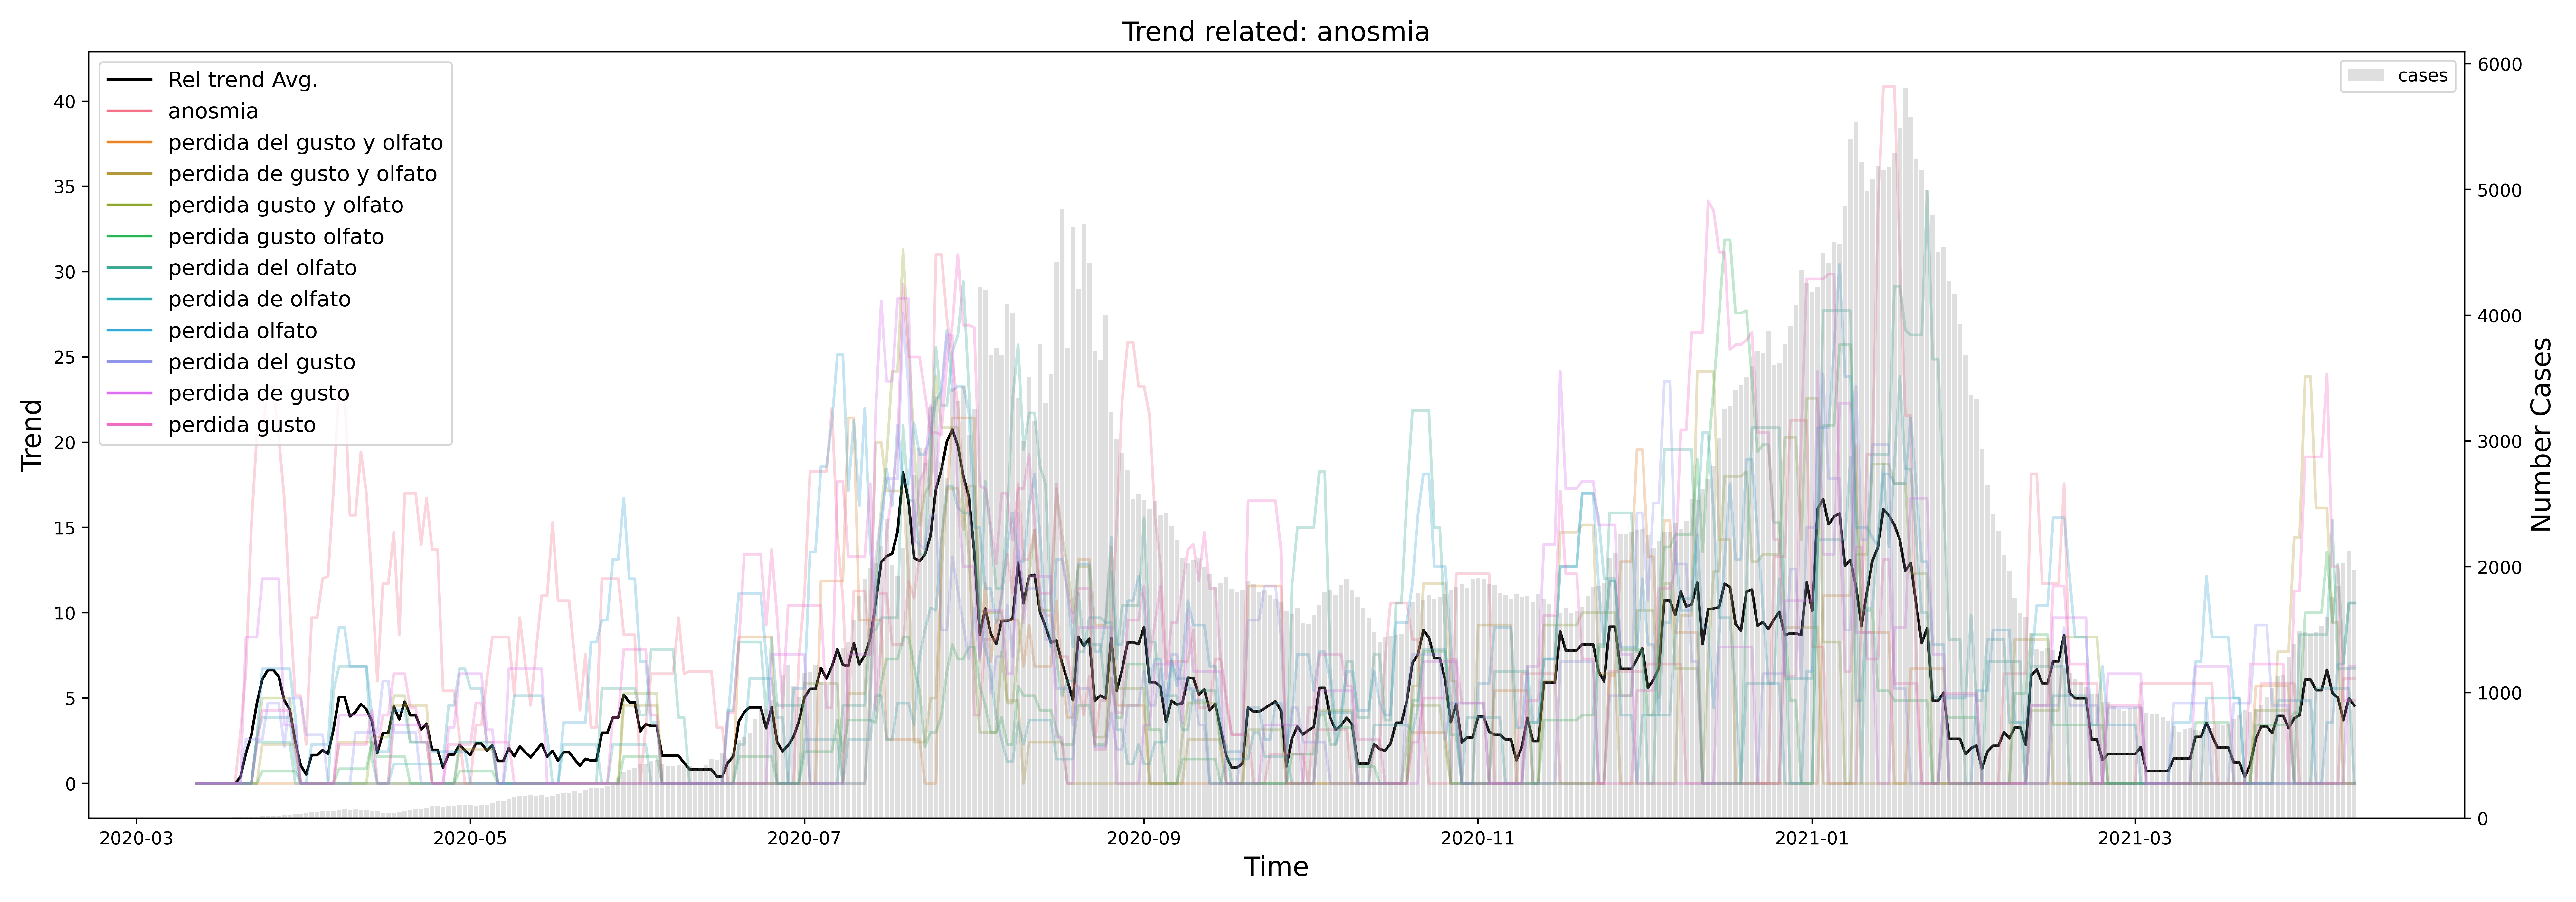 Trend related: anosmia
Rel trend Avg.
anosmia
perdida del gusto y olfato
perdida de gusto y olfato
perdida gusto y olfato
perdida gusto olfato
perdida del olfato
perdida de olfato
perdida olfato
perdida del gusto
perdida de gusto
perdida gusto
cases
40
35
30
25
20
15
10
5
0
Trend
6000
5000
4000
3000
2000
1000
0
Number Cases
2020-03 2020-05 2020-07 2020-09 2020-11 2021-01 2021-03
Time